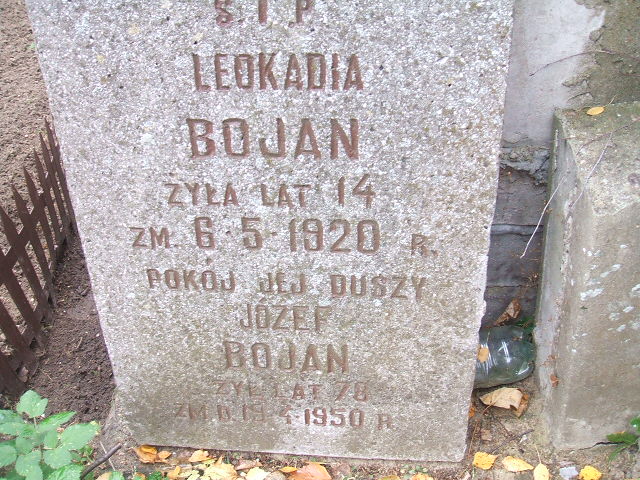 Ś. † P.
LEOKADIA
BOJAN
ŻYŁA LAT 14
ZM. 6-5-1920 R.
POKÓJ JEJ DUSZY
JÓZEF
BOJAN
ŻYŁ LAT 78
ZM. D. 19-4-1950 R